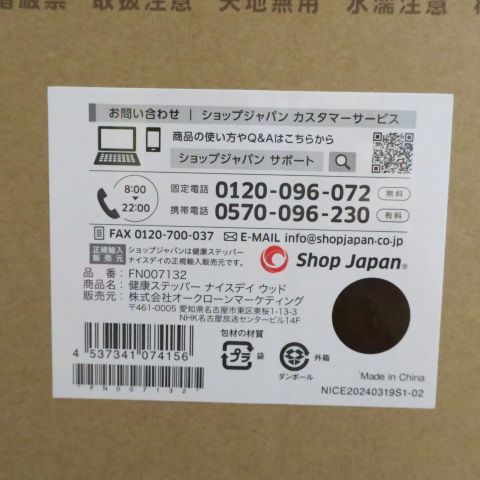 取扱注意 天地無用 水濡注意
お問い合わせ ショップジャパン カスタマーサービス
商品の使い方やQ&Aはこちらから
ショップジャパン サポート
8:00
22:00
固定電話 0120-096-072 無料
携帯電話 0570-096-230 有料
FAX 0120-700-037 E-MAIL info@shopjapan.co.jp
正規輸入販売元 ショップジャパンは健康ステッパー
ナイスデイの正規輸入販売元です。
Shop Japan®
品番: FN007132
商品名: 健康ステッパー ナイスデイ ウッド
販売元: 株式会社オークローンマーケティング
〒461-0005 愛知県名古屋市東区東桜1-13-3
NHK名古屋放送センタービル14F
包材の材質
プラ 袋
ダンボール 外箱
4 537341 074156
FN007132
Made in China
NICE20240319S1-02